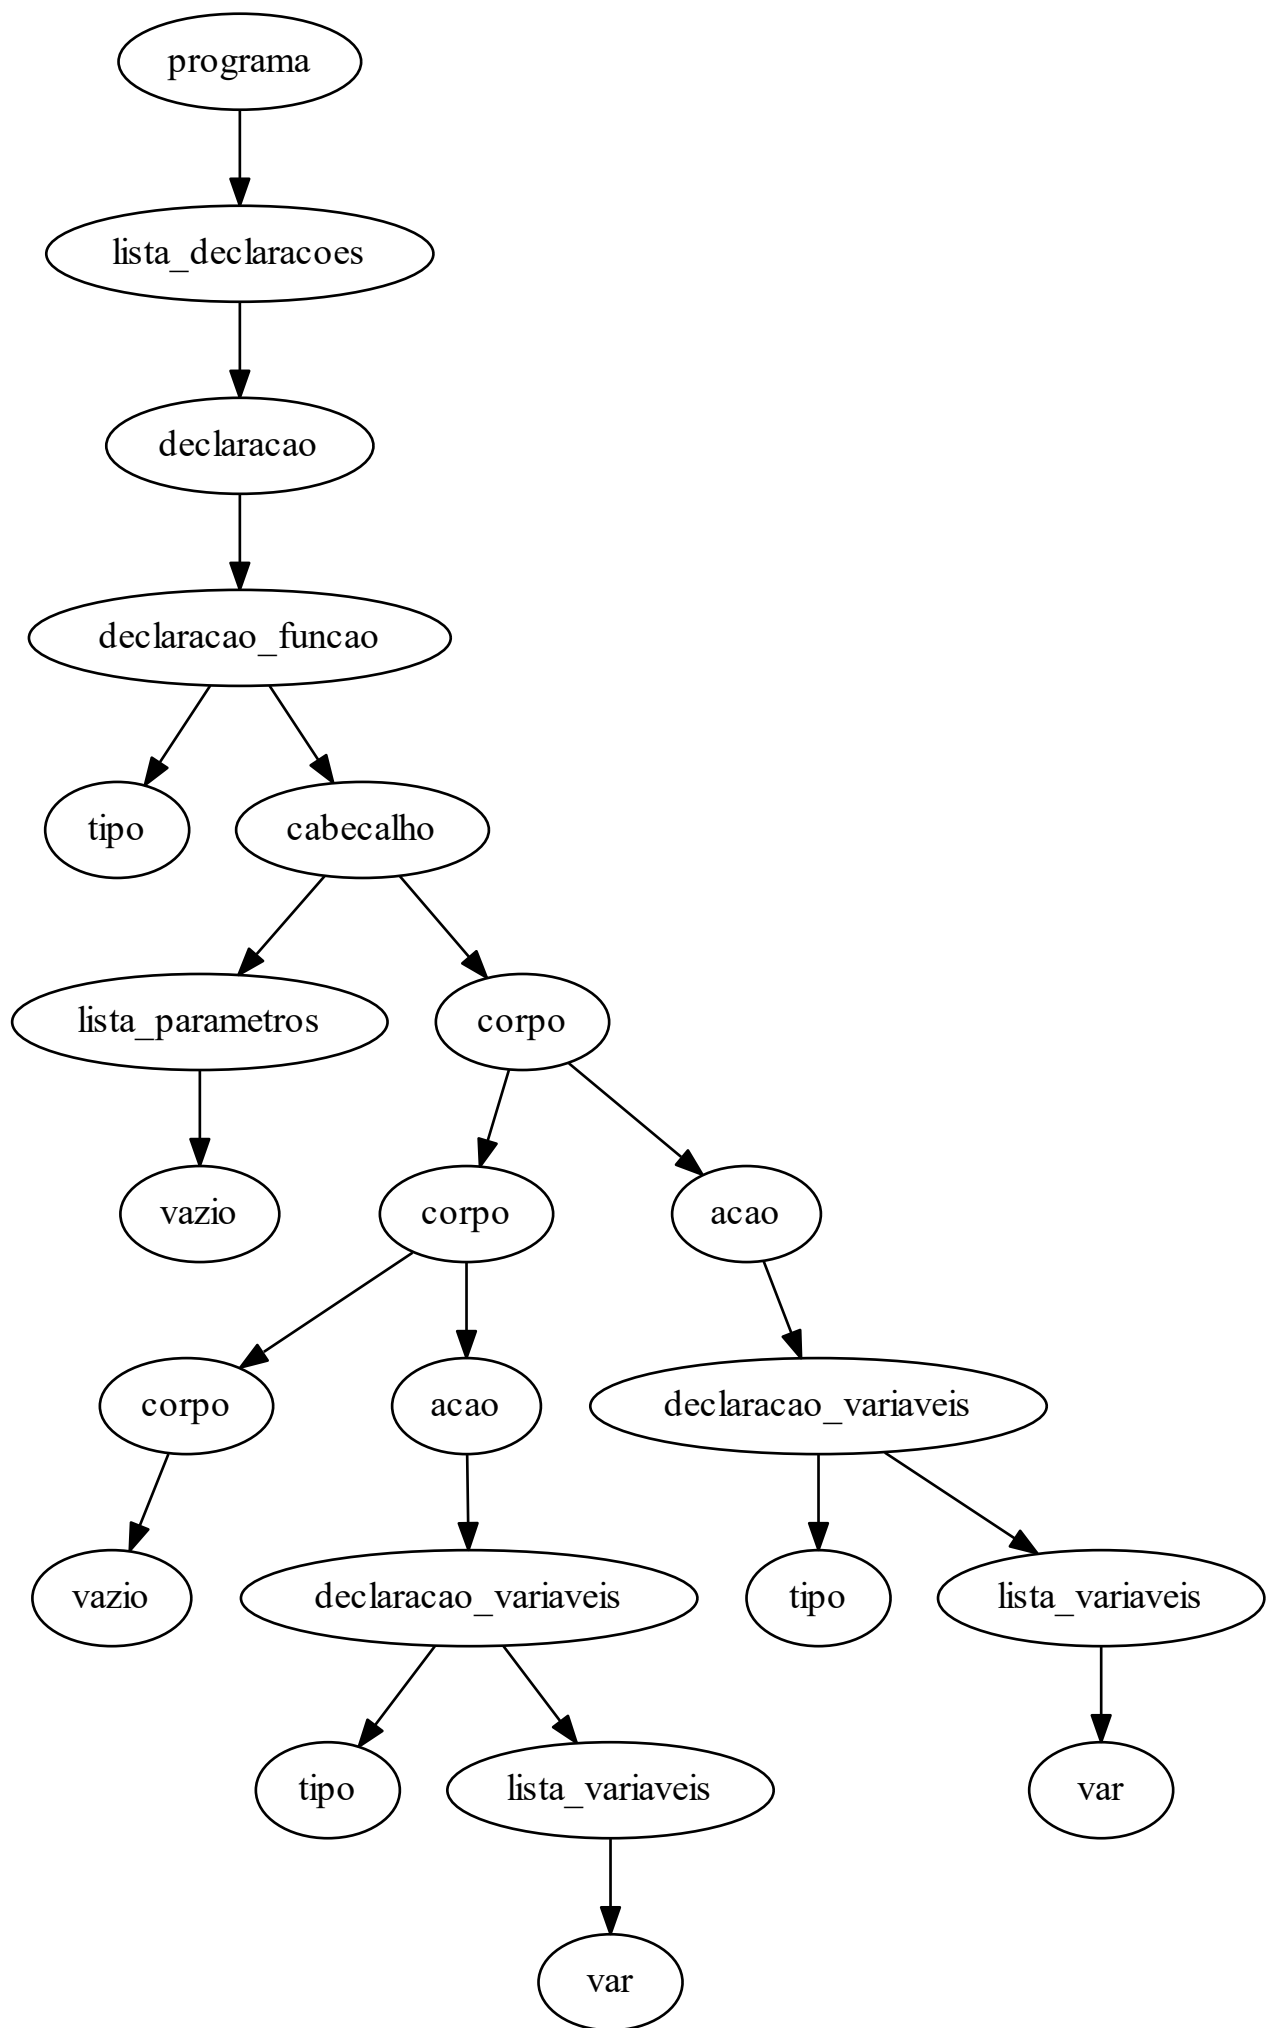 programa
lista_declaracoes
declaracao
declaracao_funcao
tipo
cabecalho
lista_parametros
corpo
vazio
corpo
acao
corpo
acao
declaracao_variaveis
vazio
declaracao_variaveis
tipo
lista_variaveis
tipo
lista_variaveis
var
var